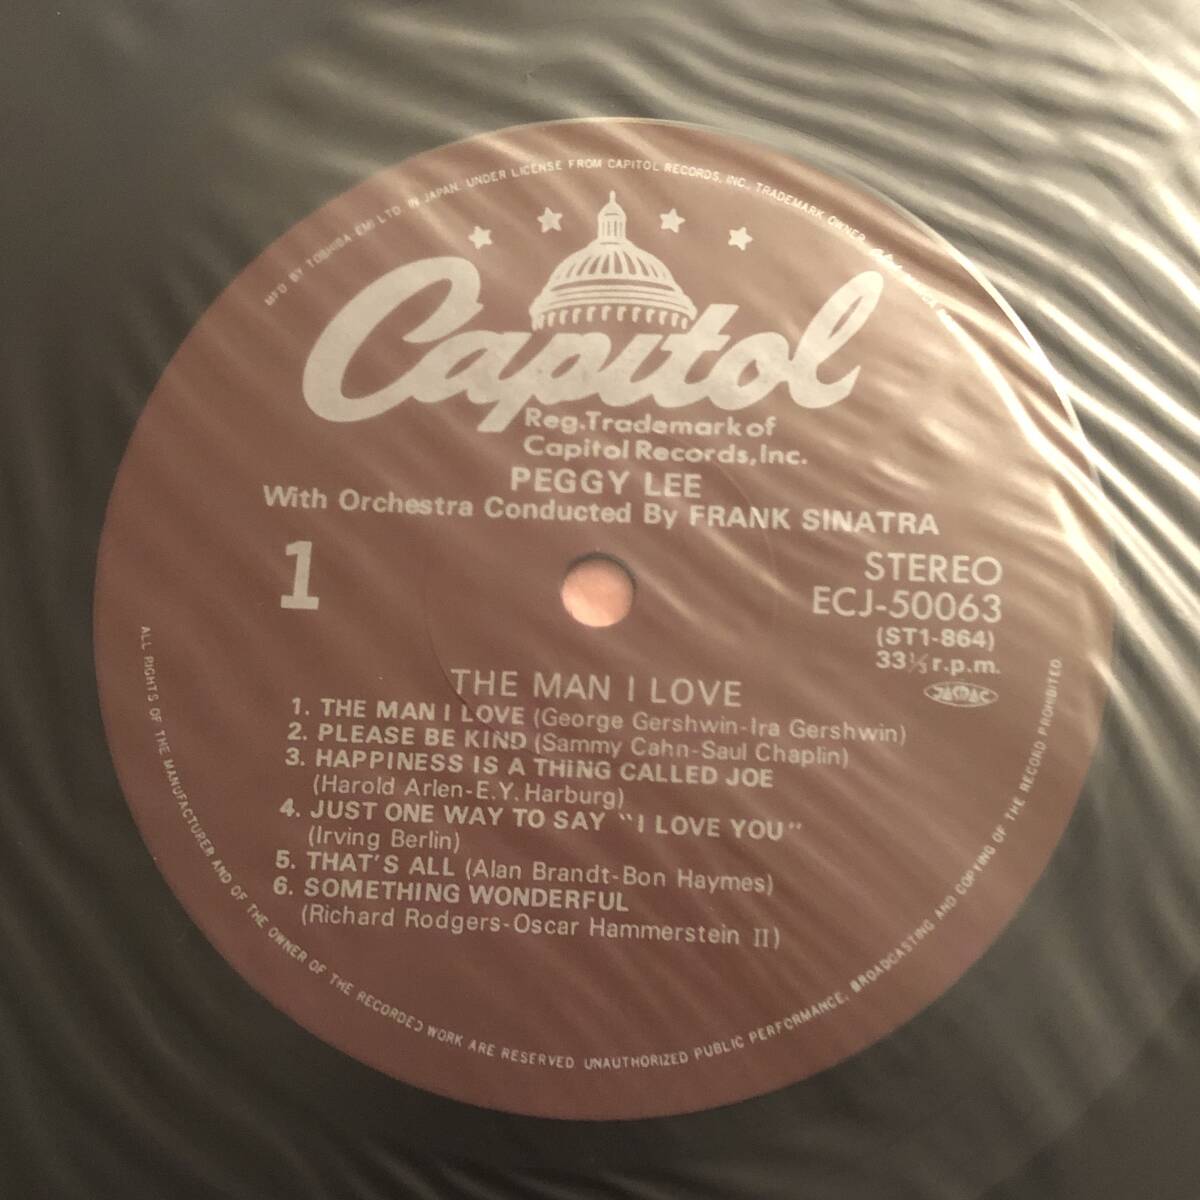 MFD BY TOSHIBA EMI LTD. IN JAPAN. UNDER LICENSE FROM CAPITOL RECORDS, INC., TRADEMARK OWNER.
Capitol
Reg.Trademark of
Capitol Records,Inc.
PEGGY LEE
With Orchestra Conducted By FRANK SINATRA
1
STEREO
ECJ-50063
(ST1-864)
33⅓ r.p.m.
JASRAC
THE MAN I LOVE
1. THE MAN I LOVE (George Gershwin-Ira Gershwin)
2. PLEASE BE KIND (Sammy Cahn-Saul Chaplin)
3. HAPPINESS IS A THING CALLED JOE
(Harold Arlen-E.Y.Harburg)
4. JUST ONE WAY TO SAY "I LOVE YOU"
(Irving Berlin)
5. THAT'S ALL (Alan Brandt-Bon Haymes)
6. SOMETHING WONDERFUL
(Richard Rodgers-Oscar Hammerstein II)
ALL RIGHTS OF THE MANUFACTURER AND OF THE OWNER OF THE RECORDED WORK ARE RESERVED. UNAUTHORIZED PUBLIC PERFORMANCE, BROADCASTING AND COPYING OF THE RECORD PROHIBITED.